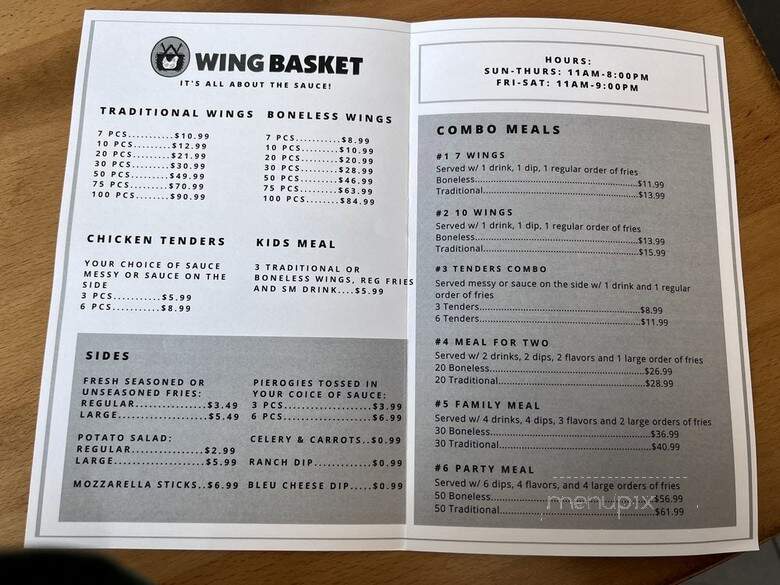 WING BASKET
IT'S ALL ABOUT THE SAUCE!
TRADITIONAL WINGS
7 PCS...........$10.99
10 PCS.........$12.99
20 PCS.........$21.99
30 PCS.........$30.99
50 PCS.........$49.99
75 PCS.........$70.99
100 PCS.......$90.99
BONELESS WINGS
7 PCS...........$8.99
10 PCS.........$10.99
20 PCS.........$20.99
30 PCS.........$28.99
50 PCS.........$46.99
75 PCS.........$63.99
100 PCS.......$84.99
CHICKEN TENDERS
YOUR CHOICE OF SAUCE
MESSY OR SAUCE ON THE
SIDE
3 PCS...........$5.99
6 PCS...........$8.99
KIDS MEAL
3 TRADITIONAL OR
BONELESS WINGS, REG FRIES
AND SM DRINK....$5.99
SIDES
FRESH SEASONED OR
UNSEASONED FRIES:
REGULAR................$3.49
LARGE....................$5.49
POTATO SALAD:
REGULAR................$2.99
LARGE....................$5.99
MOZZARELLA STICKS..$6.99
PIEROGIES TOSSED IN
YOUR COICE OF SAUCE:
3 PCS....................$3.99
6 PCS....................$6.99
CELERY & CARROTS..$0.99
RANCH DIP.............$0.99
BLEU CHEESE DIP.....$0.99
HOURS:
SUN-THURS: 11AM-8:00PM
FRI-SAT: 11AM-9:00PM
COMBO MEALS
#1 7 WINGS
Served w/ 1 drink, 1 dip, 1 regular order of fries
Boneless..................................................$11.99
Traditional................................................$13.99
#2 10 WINGS
Served w/ 1 drink, 1 dip, 1 regular order of fries
Boneless..................................................$13.99
Traditional................................................$15.99
#3 TENDERS COMBO
Served messy or sauce on the side w/ 1 drink and 1 regular
order of fries
3 Tenders.................................................$8.99
6 Tenders.................................................$11.99
#4 MEAL FOR TWO
Served w/ 2 drinks, 2 dips, 2 flavors and 1 large order of fries
20 Boneless..............................................$26.99
20 Traditional............................................$28.99
#5 FAMILY MEAL
Served w/ 4 drinks, 4 dips, 3 flavors and 2 large orders of fries
30 Boneless..............................................$36.99
30 Traditional............................................$40.99
#6 PARTY MEAL
Served w/ 6 dips, 4 flavors, and 4 large orders of fries
50 Boneless..............................................$56.99
50 Traditional............................................$61.99
menupix